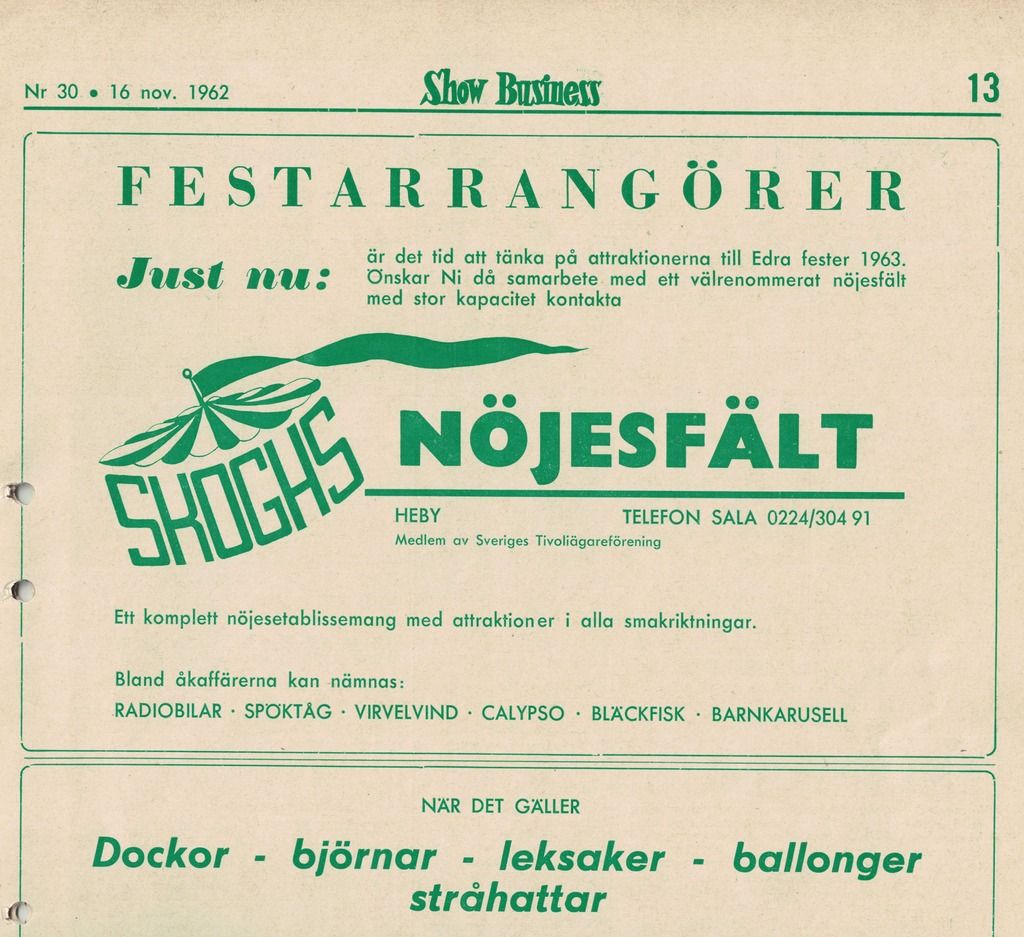 Nr 30 • 16 nov. 1962 Show Business 13
FESTARRANGÖRER
Just nu:
är det tid att tänka på attraktionerna till Edra fester 1963.
Önskar Ni då samarbete med ett välrenommerat nöjesfält
med stor kapacitet kontakta
SKOGHS
NÖJESFÄLT
HEBY TELEFON SALA 0224/304 91
Medlem av Sveriges Tivoliägareförening
Ett komplett nöjesetablissemang med attraktioner i alla smakriktningar.
Bland åkaffärerna kan nämnas:
RADIOBILAR · SPÖKTÅG · VIRVELVIND · CALYPSO · BLÄCKFISK · BARNKARUSELL
NÄR DET GÄLLER
Dockor - björnar - leksaker - ballonger
stråhattar